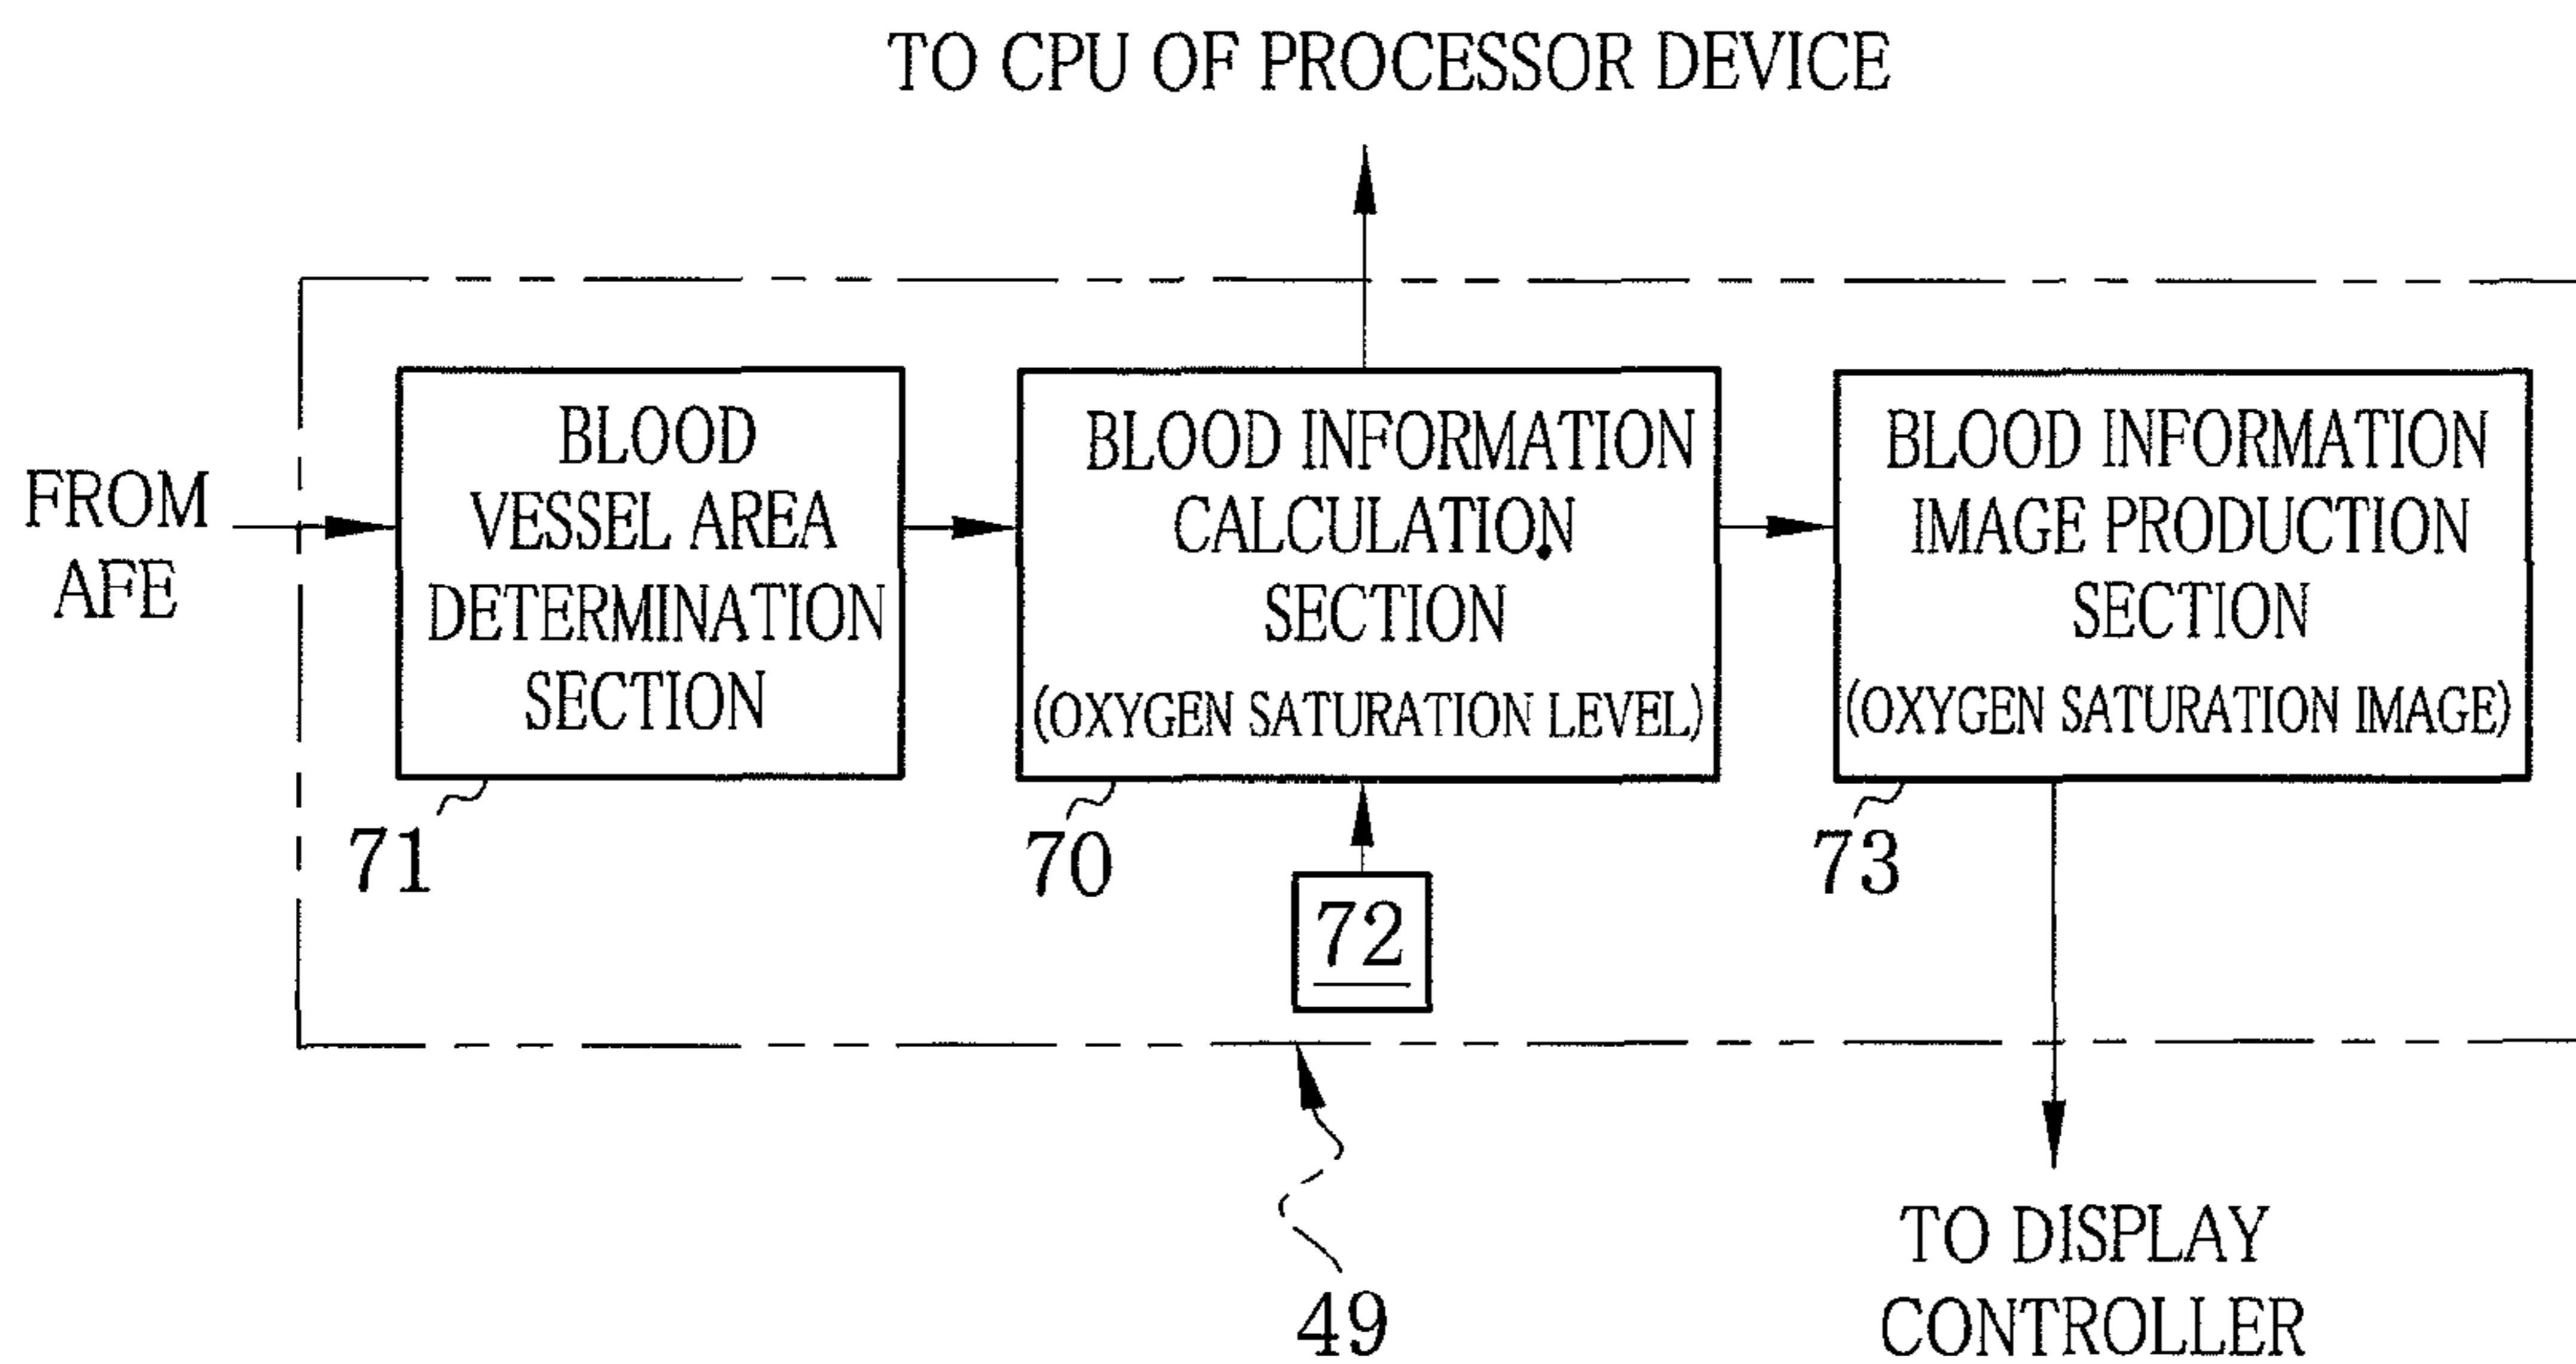 TO CPU OF PROCESSOR DEVICE
FROM
AFE
BLOOD
VESSEL AREA
DETERMINATION
SECTION
71
BLOOD INFORMATION
CALCULATION
SECTION
(OXYGEN SATURATION LEVEL)
70
72
BLOOD INFORMATION
IMAGE PRODUCTION
SECTION
(OXYGEN SATURATION IMAGE)
73
49
TO DISPLAY
CONTROLLER